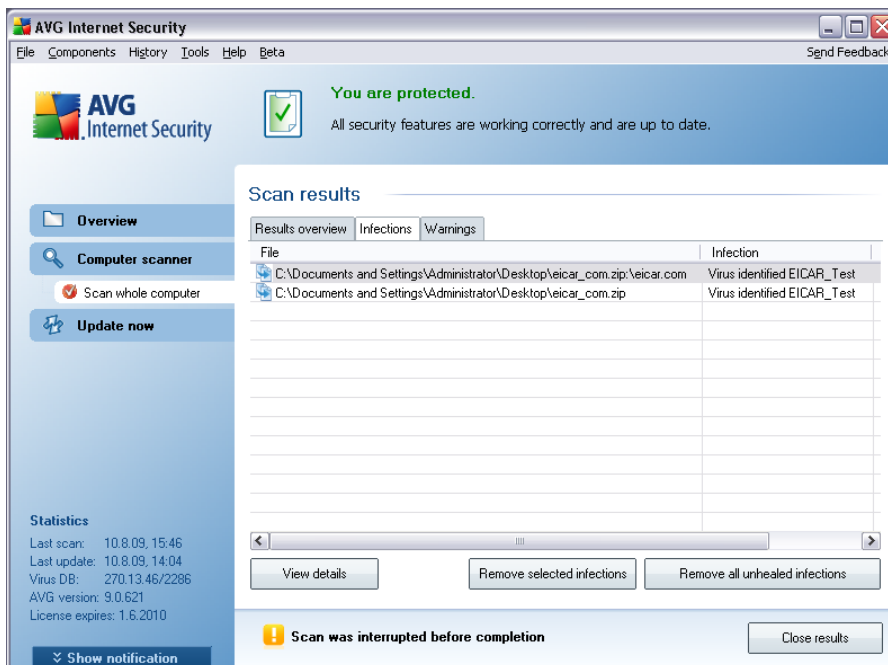 AVG Internet Security
File Components History Tools Help Beta
Send Feedback
AVG
Internet Security
You are protected.
All security features are working correctly and are up to date.
Overview
Computer scanner
Scan whole computer
Update now
Scan results
Results overview Infections Warnings
File Infection
C:\Documents and Settings\Administrator\Desktop\eicar_com.zip:\eicar.com Virus identified EICAR_Test
C:\Documents and Settings\Administrator\Desktop\eicar_com.zip Virus identified EICAR_Test
View details Remove selected infections Remove all unhealed infections
Scan was interrupted before completion
Close results
Statistics
Last scan: 10.8.09, 15:46
Last update: 10.8.09, 14:04
Virus DB: 270.13.46/2286
AVG version: 9.0.621
License expires: 1.6.2010
Show notification